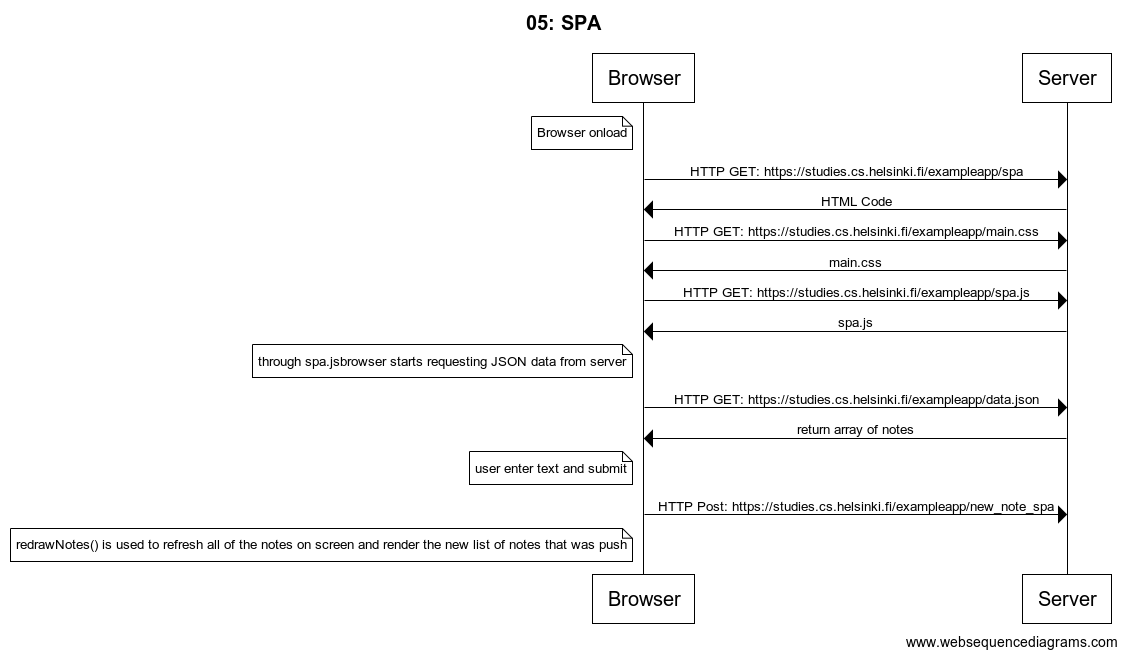 05: SPA
Browser
Server
Browser onload
HTTP GET: https://studies.cs.helsinki.fi/exampleapp/spa
HTML Code
HTTP GET: https://studies.cs.helsinki.fi/exampleapp/main.css
main.css
HTTP GET: https://studies.cs.helsinki.fi/exampleapp/spa.js
spa.js
through spa.jsbrowser starts requesting JSON data from server
HTTP GET: https://studies.cs.helsinki.fi/exampleapp/data.json
return array of notes
user enter text and submit
HTTP Post: https://studies.cs.helsinki.fi/exampleapp/new_note_spa
redrawNotes() is used to refresh all of the notes on screen and render the new list of notes that was push
Browser
Server
www.websequencediagrams.com